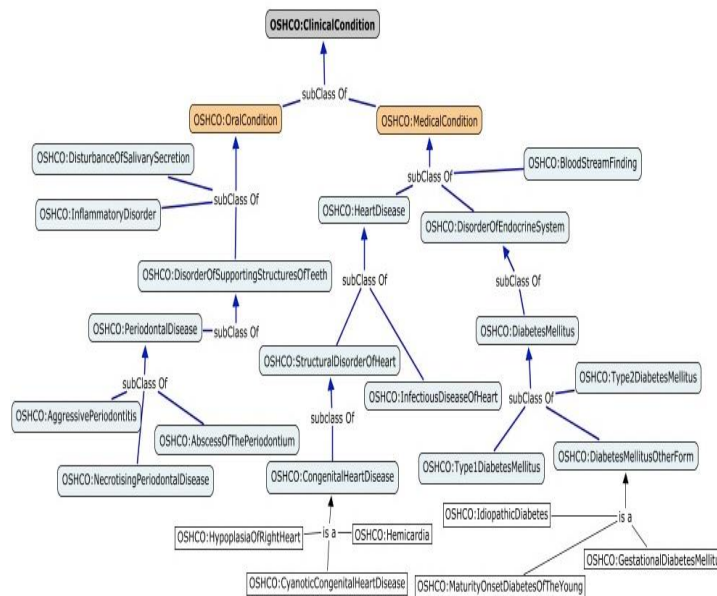 OSHCO:ClinicalCondition
subClass Of
OSHCO:OralCondition
OSHCO:MedicalCondition
OSHCO:DisturbanceOfSalivarySecretion
OSHCO:BloodStreamFinding
subClass Of
subClass Of
OSHCO:InflammatoryDisorder
OSHCO:HeartDisease
OSHCO:DisorderOfEndocrineSystem
OSHCO:DisorderOfSupportingStructuresOfTeeth
subClass Of
subClass Of
OSHCO:PeriodontalDisease
subClass Of
OSHCO:DiabetesMellitus
OSHCO:StructuralDisorderOfHeart
OSHCO:Type2DiabetesMellitus
subClass Of
OSHCO:InfectiousDiseaseOfHeart
subClass Of
OSHCO:AggressivePeriodontitis
subClass Of
OSHCO:AbscessOfThePeriodontium
OSHCO:Type1DiabetesMellitus
OSHCO:DiabetesMellitusOtherForm
OSHCO:NecrotisingPeriodontalDisease
OSHCO:CongenitalHeartDisease
OSHCO:IdiopathicDiabetes
is a
OSHCO:HypoplasiaOfRightHeart
is a
OSHCO:Hemicardia
OSHCO:GestationalDiabetesMellitu
OSHCO:CyanoticCongenitalHeartDisease
OSHCO:MaturityOnsetDiabetesOfTheYoung